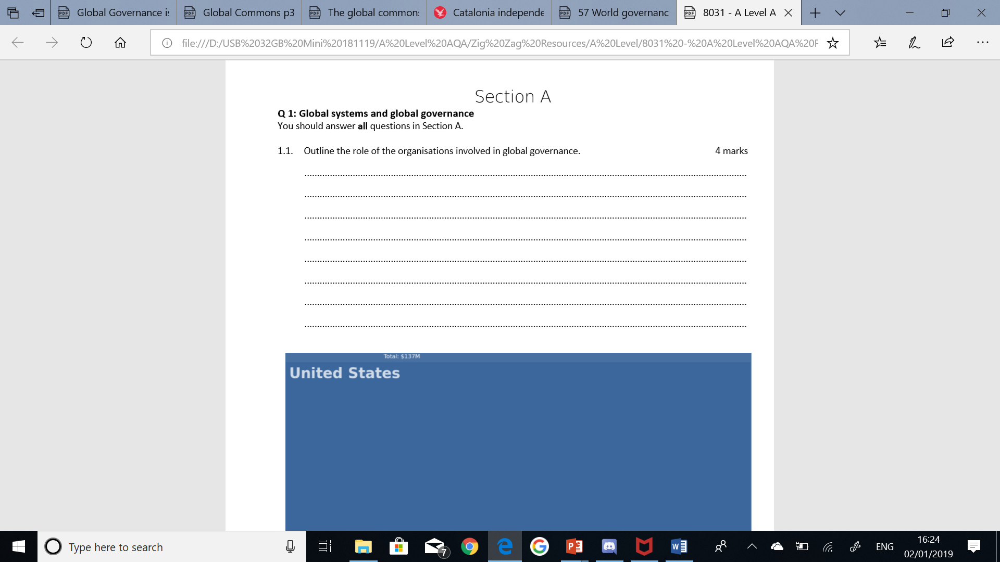 Global Governance is
Global Commons p3
The global common
Catalonia independe
57 World governanc
8031 - A Level A
file:///D:/USB%2032GB%20Mini%20181119/A%20Level%20AQA/Zig%20Zag%20Resources/A%20Level/8031%20-%20A%20Level%20AQA%20F
Section A
Q 1: Global systems and global governance
You should answer all questions in Section A.
1.1. Outline the role of the organisations involved in global governance. 4 marks
Total: $137M
United States
Type here to search
7
ENG
16:24
02/01/2019